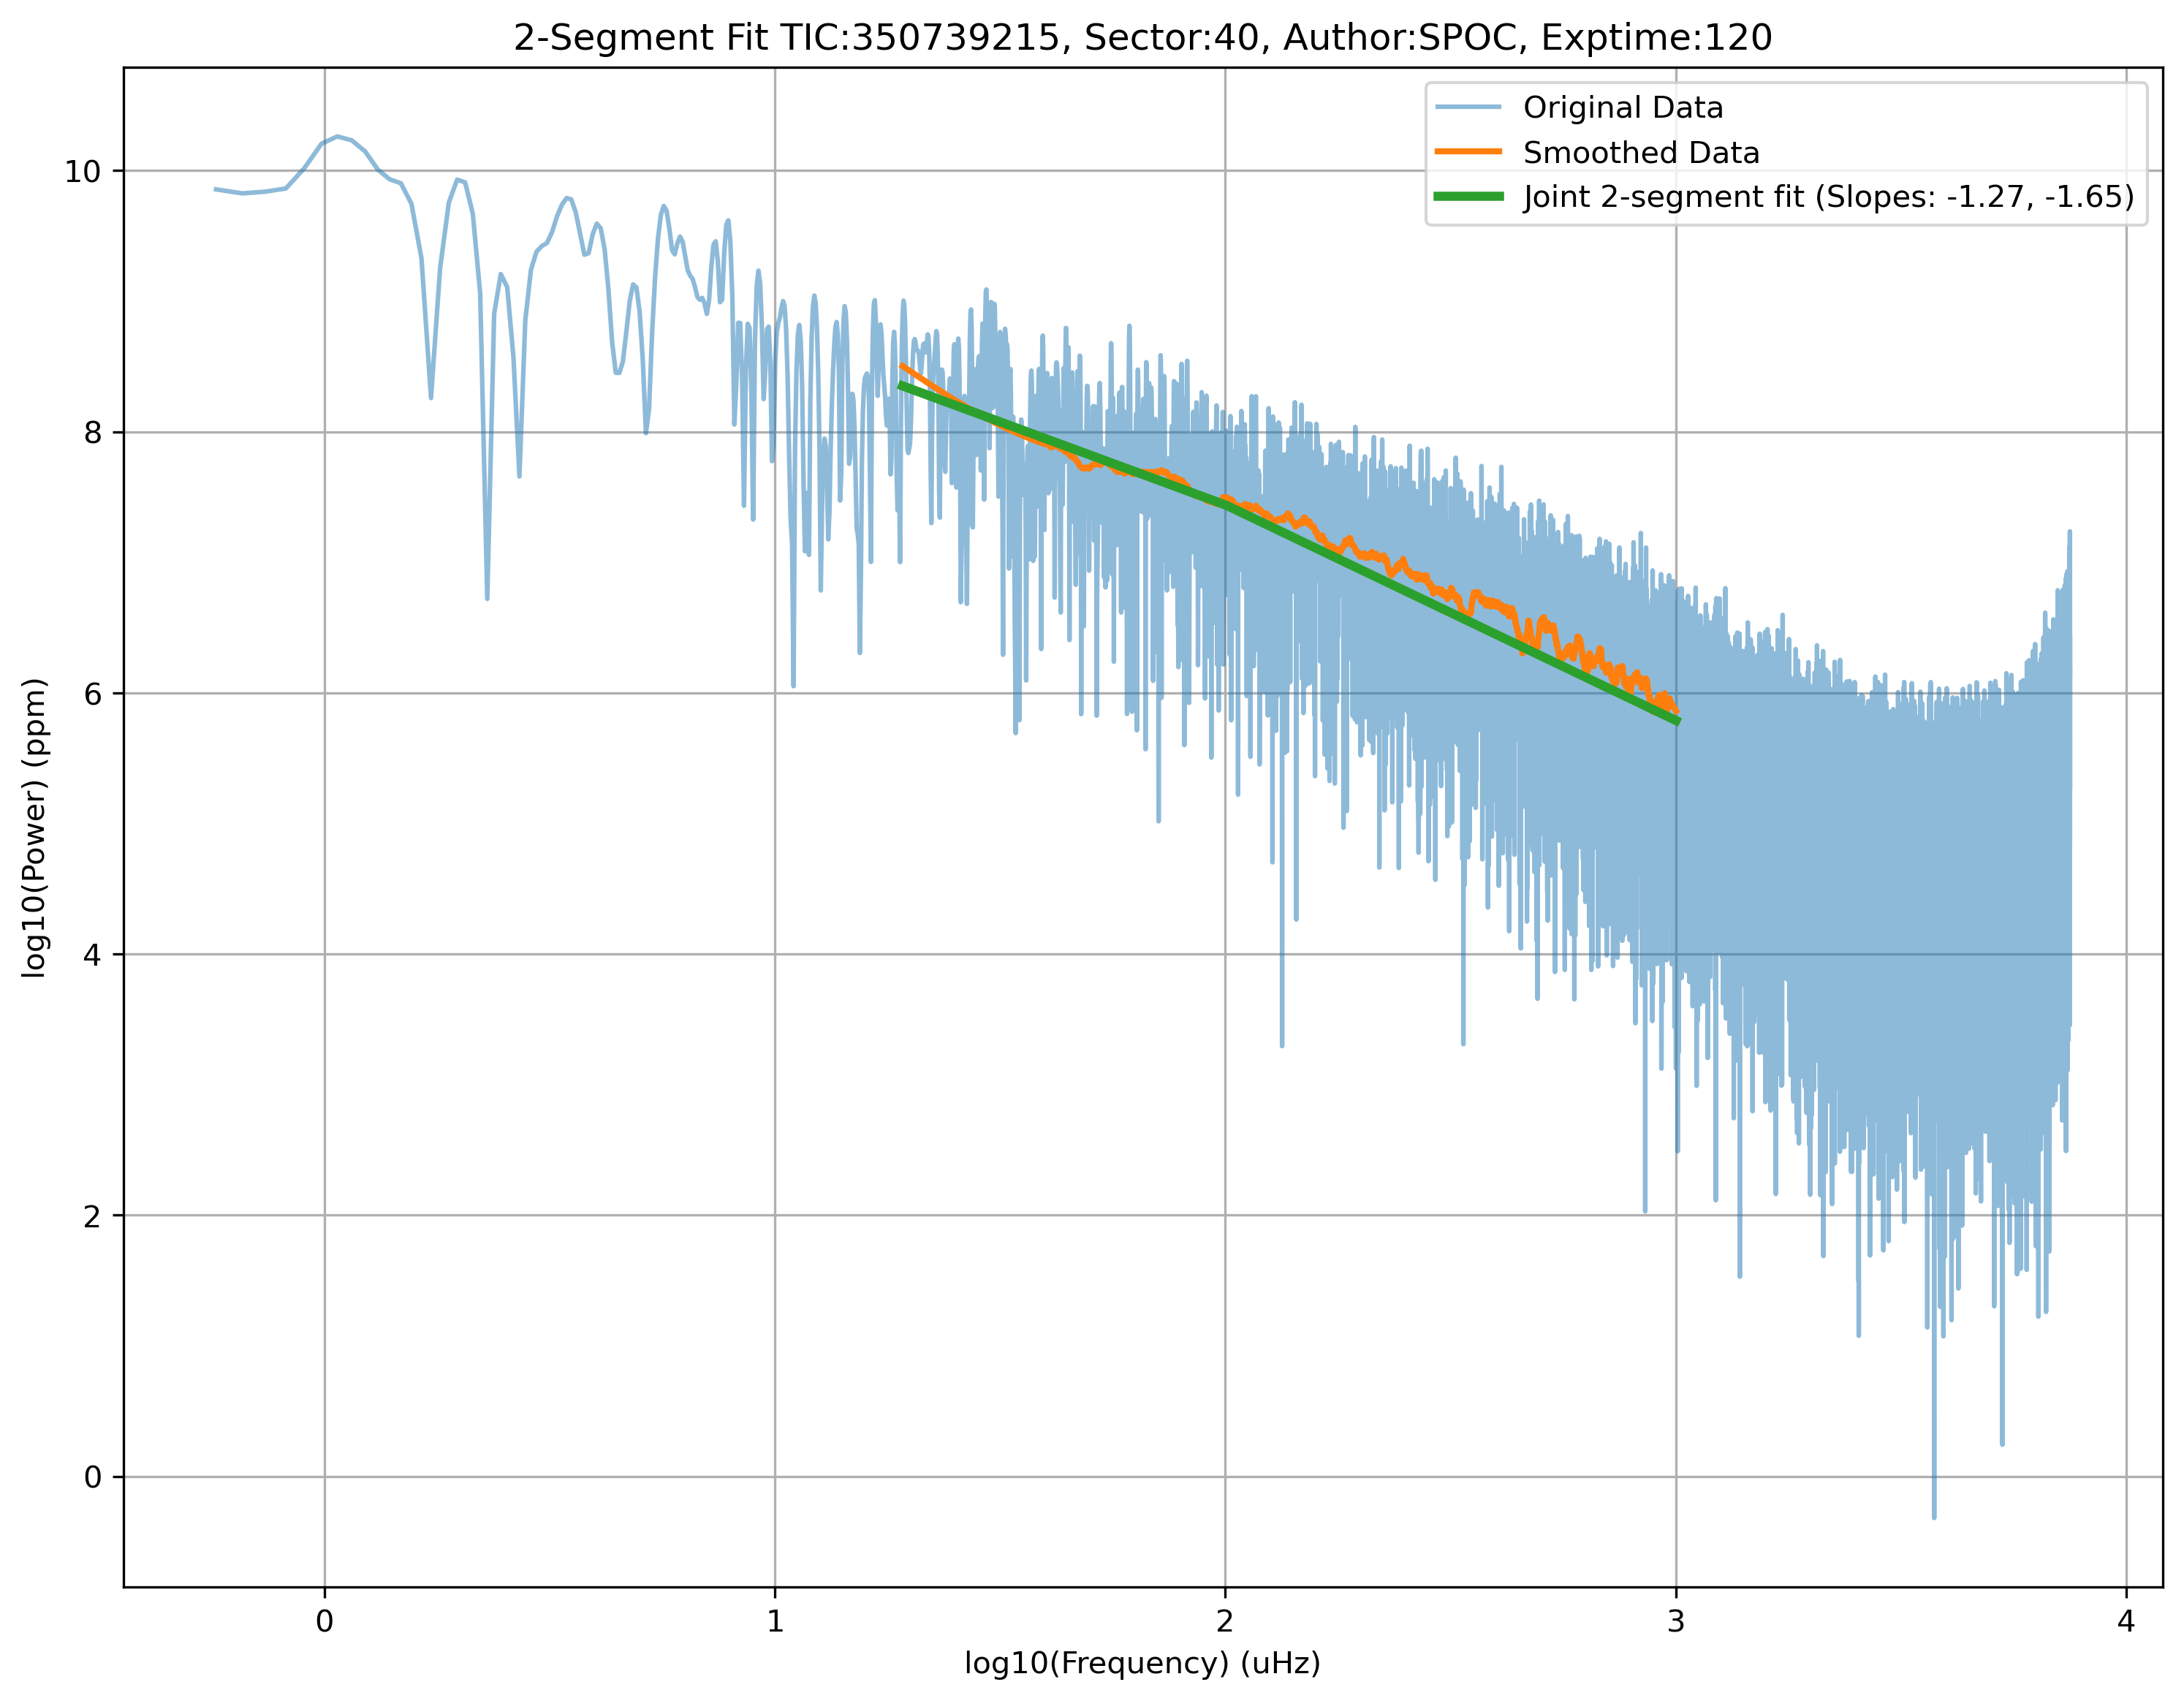 2-Segment Fit TIC:350739215, Sector:40, Author:SPOC, Exptime:120
Original Data
Smoothed Data
Joint 2-segment fit (Slopes: -1.27, -1.65)
log10(Power) (ppm)
10
8
6
4
2
0
0 1 2 3 4
log10(Frequency) (uHz)